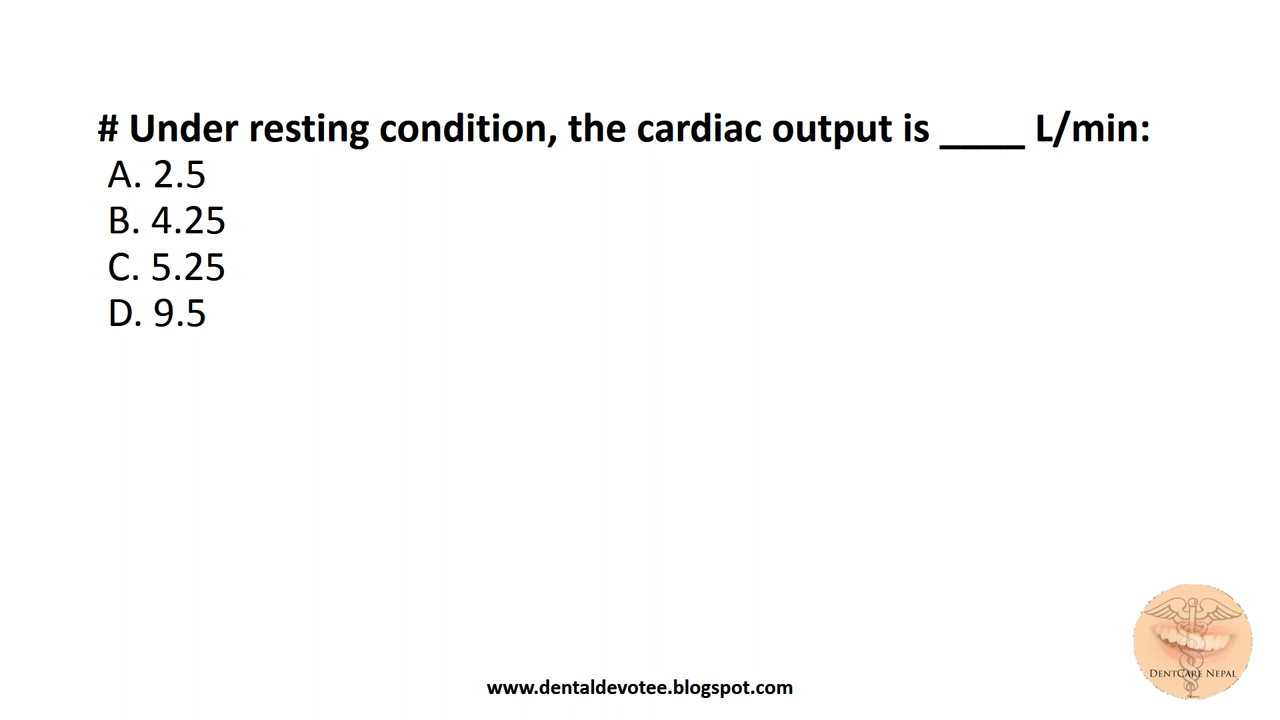 # Under resting condition, the cardiac output is ____ L/min:
A. 2.5
B. 4.25
C. 5.25
D. 9.5
DentCare Nepal
www.dentaldevotee.blogspot.com